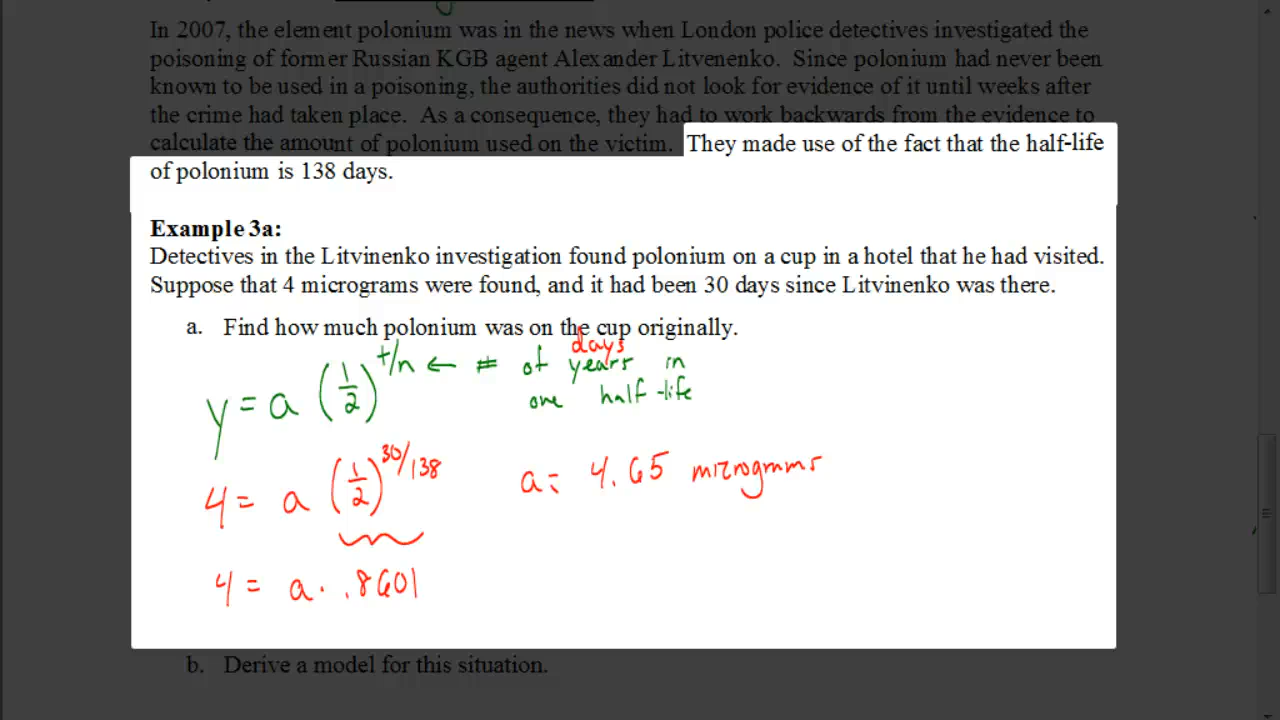 In 2007, the element polonium was in the news when London police detectives investigated the
poisoning of former Russian KGB agent Alexander Litvenenko. Since polonium had never been
known to be used in a poisoning, the authorities did not look for evidence of it until weeks after
the crime had taken place. As a consequence, they had to work backwards from the evidence to
calculate the amount of polonium used on the victim. They made use of the fact that the half-life
of polonium is 138 days.
Example 3a:
Detectives in the Litvinenko investigation found polonium on a cup in a hotel that he had visited.
Suppose that 4 micrograms were found, and it had been 30 days since Litvinenko was there.
a. Find how much polonium was on the cup originally.
days
y = a (1/2)^t/n ← # of years in
one half-life
4 = a (1/2)^30/138 a = 4.65 micrograms
4 = a · .8601
b. Derive a model for this situation.